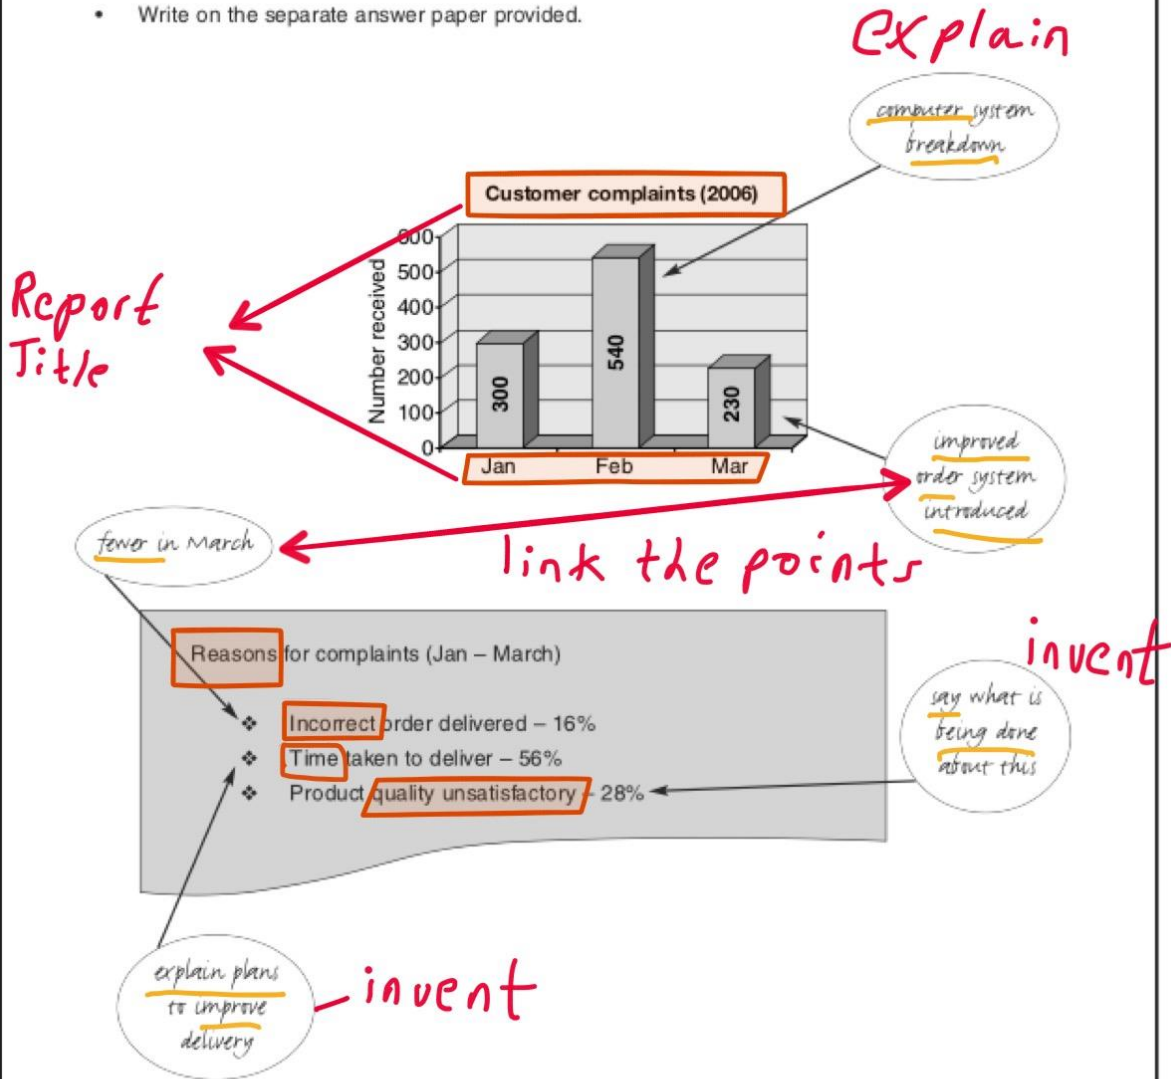 • Write on the separate answer paper provided.
explain
computer system
breakdown
Customer complaints (2006)
Number received
600
500
400
300
200
100
0
300
540
230
Jan Feb Mar
Report
Title
improved
order system
introduced
fewer in March
link the points
Reasons for complaints (Jan – March)
❖ Incorrect order delivered – 16%
❖ Time taken to deliver – 56%
❖ Product quality unsatisfactory – 28%
invent
say what is
being done
about this
explain plans
to improve
delivery
invent